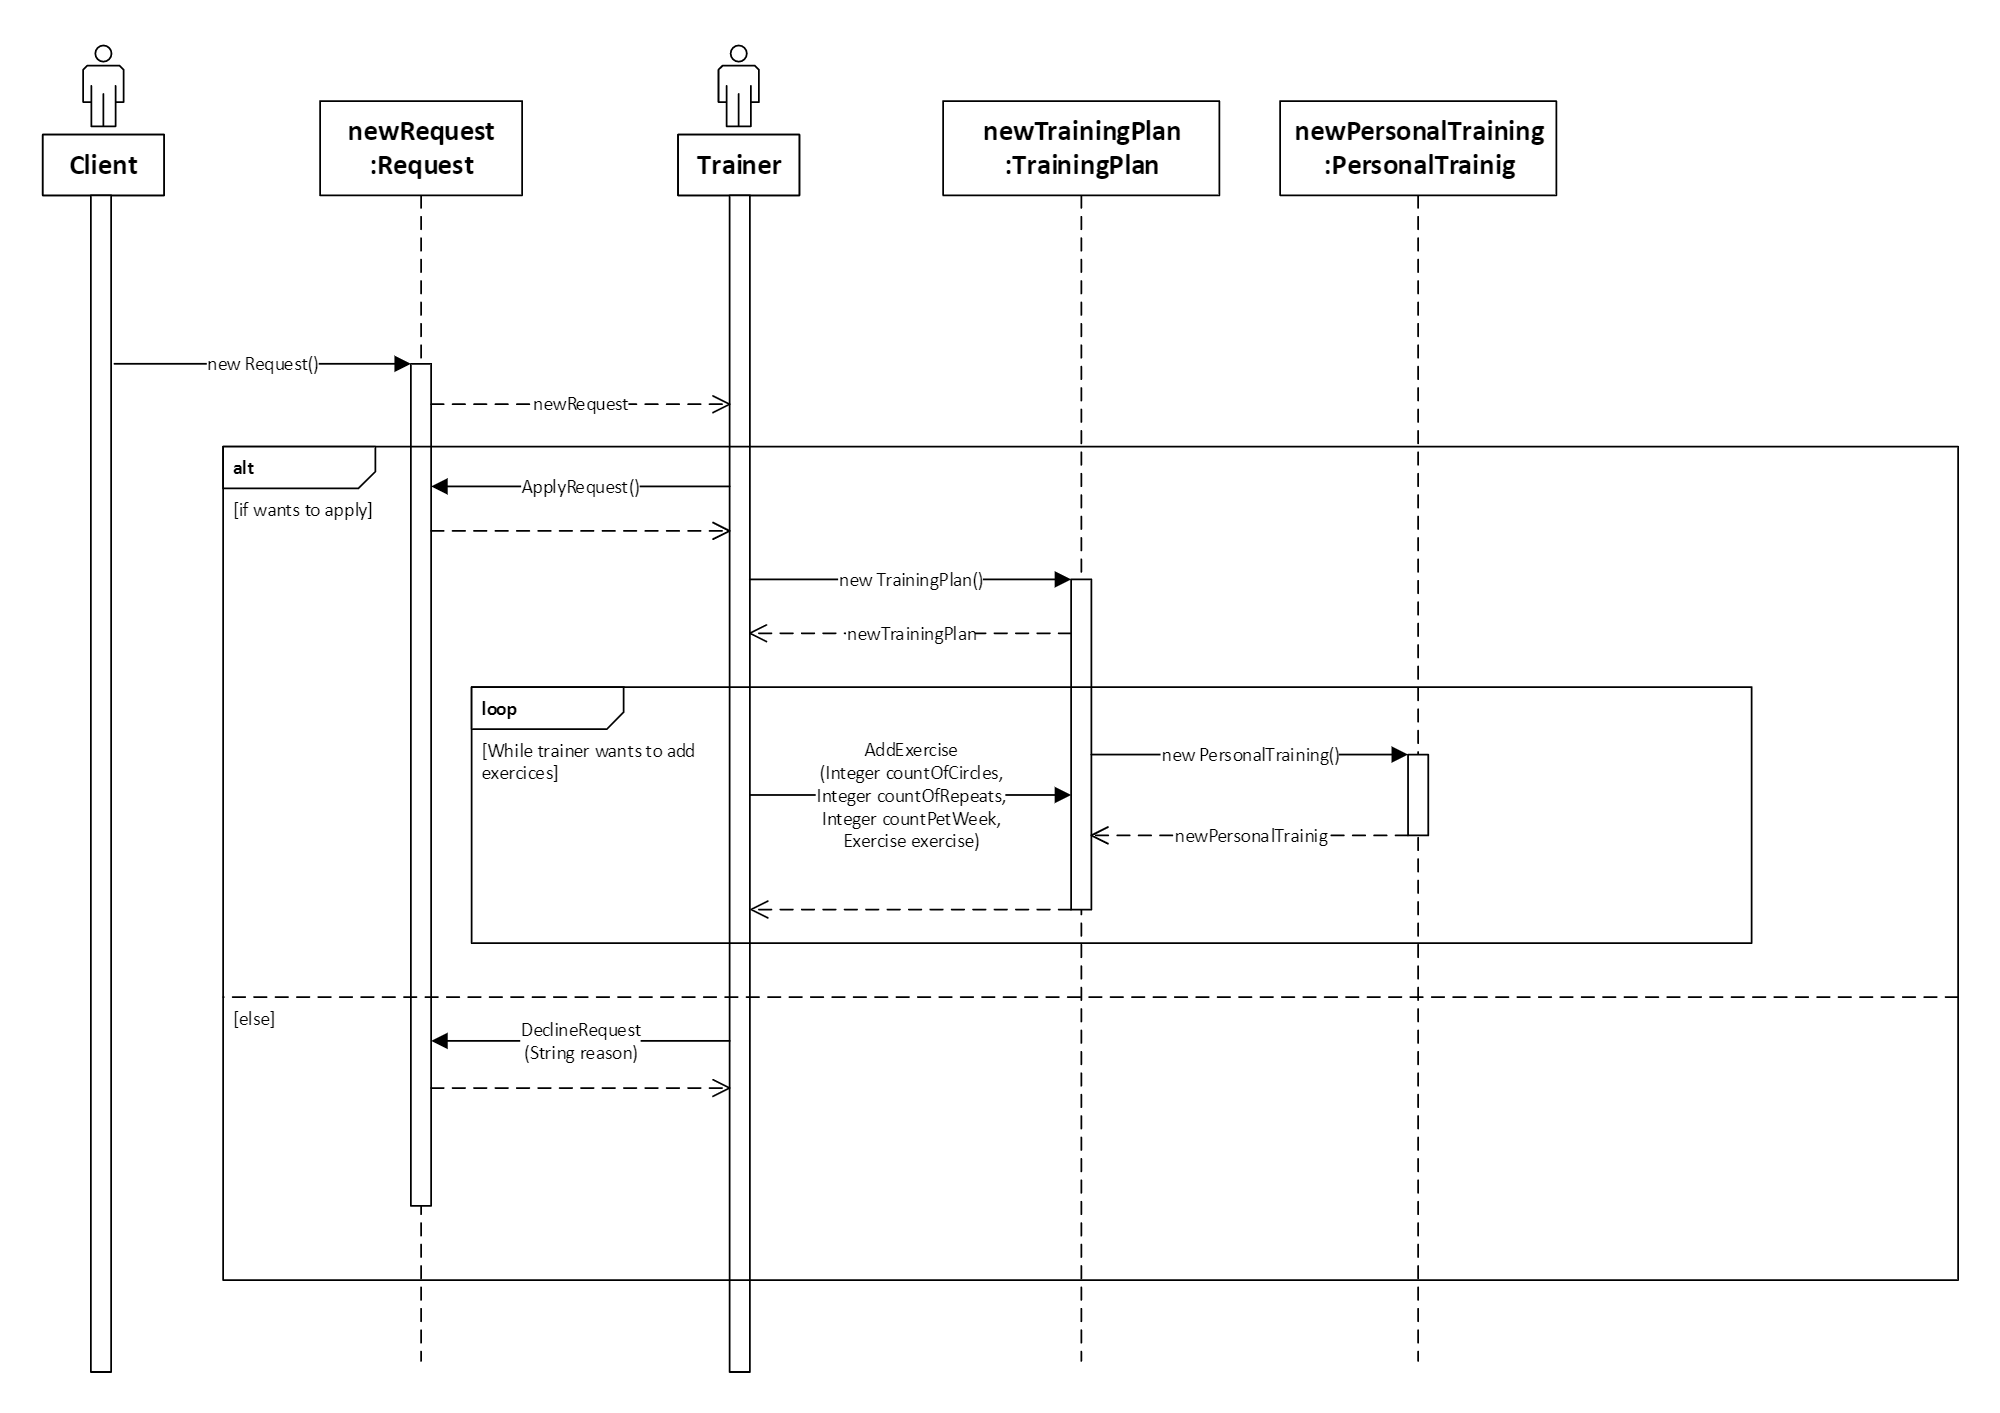 Client
newRequest
:Request
Trainer
newTrainingPlan
:TrainingPlan
newPersonalTraining
:PersonalTrainig
new Request()
newRequest
alt
[if wants to apply]
ApplyRequest()
new TrainingPlan()
newTrainingPlan
loop
[While trainer wants to add
exercices]
AddExercise
(Integer countOfCircles,
Integer countOfRepeats,
Integer countPetWeek,
Exercise exercise)
new PersonalTraining()
newPersonalTrainig
[else]
DeclineRequest
(String reason)